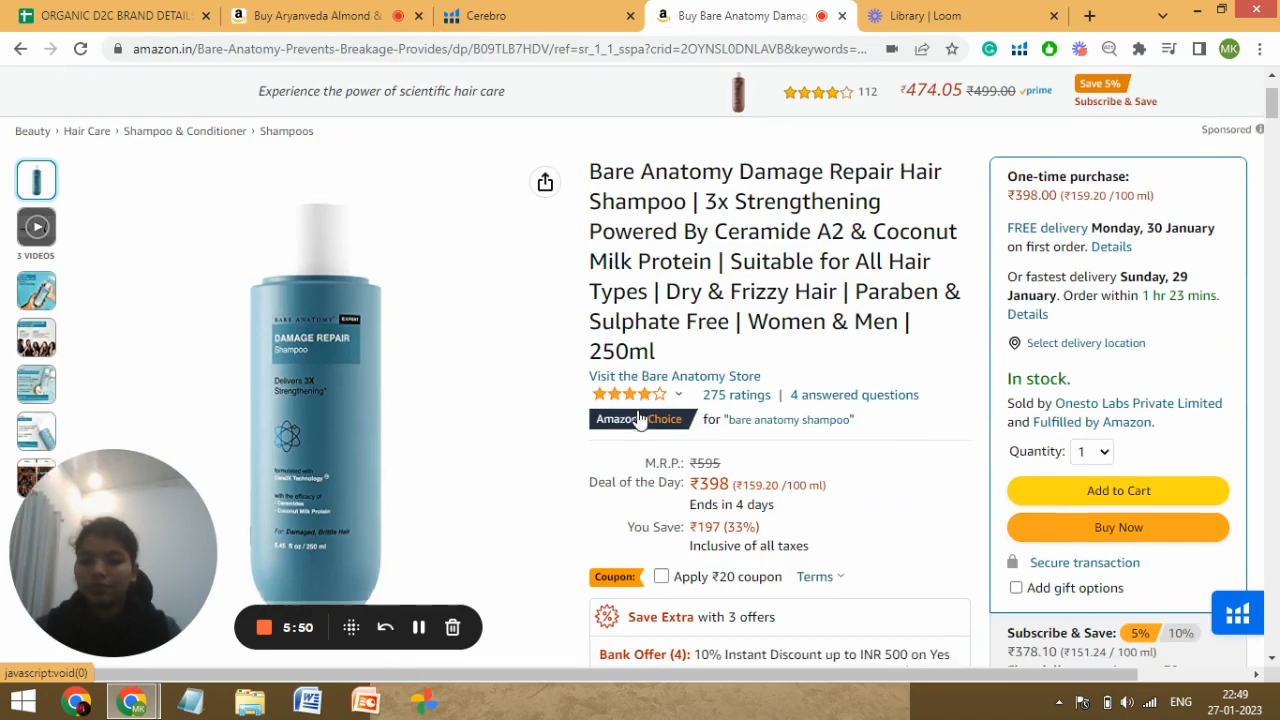 ORGANIC D2C BRAND DETAIL
Buy Aryanveda Almond &
Cerebro
Buy Bare Anatomy Damag
Library | Loom
amazon.in/Bare-Anatomy-Prevents-Breakage-Provides/dp/B09TLB7HDV/ref=sr_1_1_sspa?crid=2OYNSL0DNLAVB&keywords=...
MK
Experience the power of scientific hair care
112
₹474.05 ₹499.00 prime
Save 5%
Subscribe & Save
Beauty › Hair Care › Shampoo & Conditioner › Shampoos
Sponsored
3 VIDEOS
BARE ANATOMY EXPERT
DAMAGE REPAIR
Shampoo
Delivers 3X
Strengthening*
formulated with
with the efficacy of
• Ceramides
• Coconut Milk Protein
For: Damaged, Brittle Hair
8.45 fl oz / 250 ml
Bare Anatomy Damage Repair Hair
Shampoo | 3x Strengthening
Powered By Ceramide A2 & Coconut
Milk Protein | Suitable for All Hair
Types | Dry & Frizzy Hair | Paraben &
Sulphate Free | Women & Men |
250ml
Visit the Bare Anatomy Store
275 ratings | 4 answered questions
Amazon's Choice for "bare anatomy shampoo"
M.R.P.: ₹595
Deal of the Day: ₹398 (₹159.20 /100 ml)
Ends in 4 days
You Save: ₹197 (33%)
Inclusive of all taxes
Coupon: Apply ₹20 coupon Terms
Save Extra with 3 offers
Bank Offer (4): 10% Instant Discount up to INR 500 on Yes
One-time purchase:
₹398.00 (₹159.20 /100 ml)
FREE delivery Monday, 30 January
on first order. Details
Or fastest delivery Sunday, 29
January. Order within 1 hr 23 mins.
Details
Select delivery location
In stock.
Sold by Onesto Labs Private Limited
and Fulfilled by Amazon.
Quantity: 1
Add to Cart
Buy Now
Secure transaction
Add gift options
Subscribe & Save: 5% 10%
₹378.10 (₹151.24 / 100 ml)
5:50
javascript:void(0)
ENG
22:49
27-01-2023